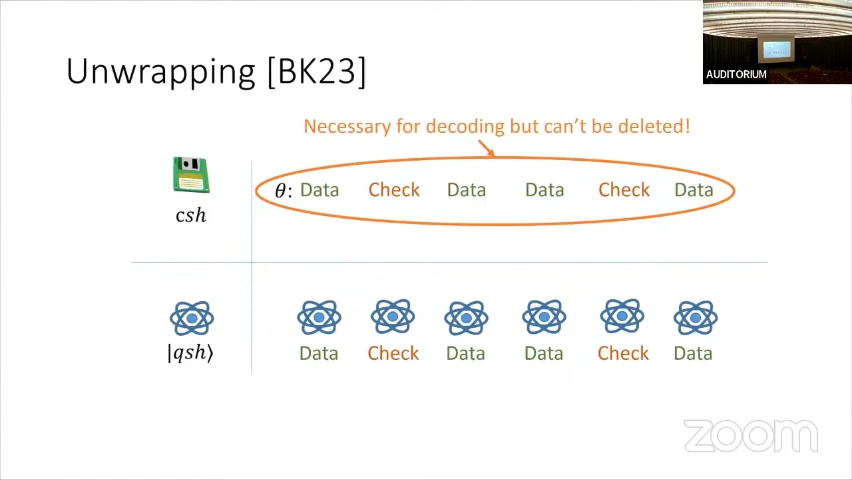 AUDITORIUM
Unwrapping [BK23]
Necessary for decoding but can't be deleted!
θ: Data Check Data Data Check Data
csh
|qsh⟩ Data Check Data Data Check Data
zoom